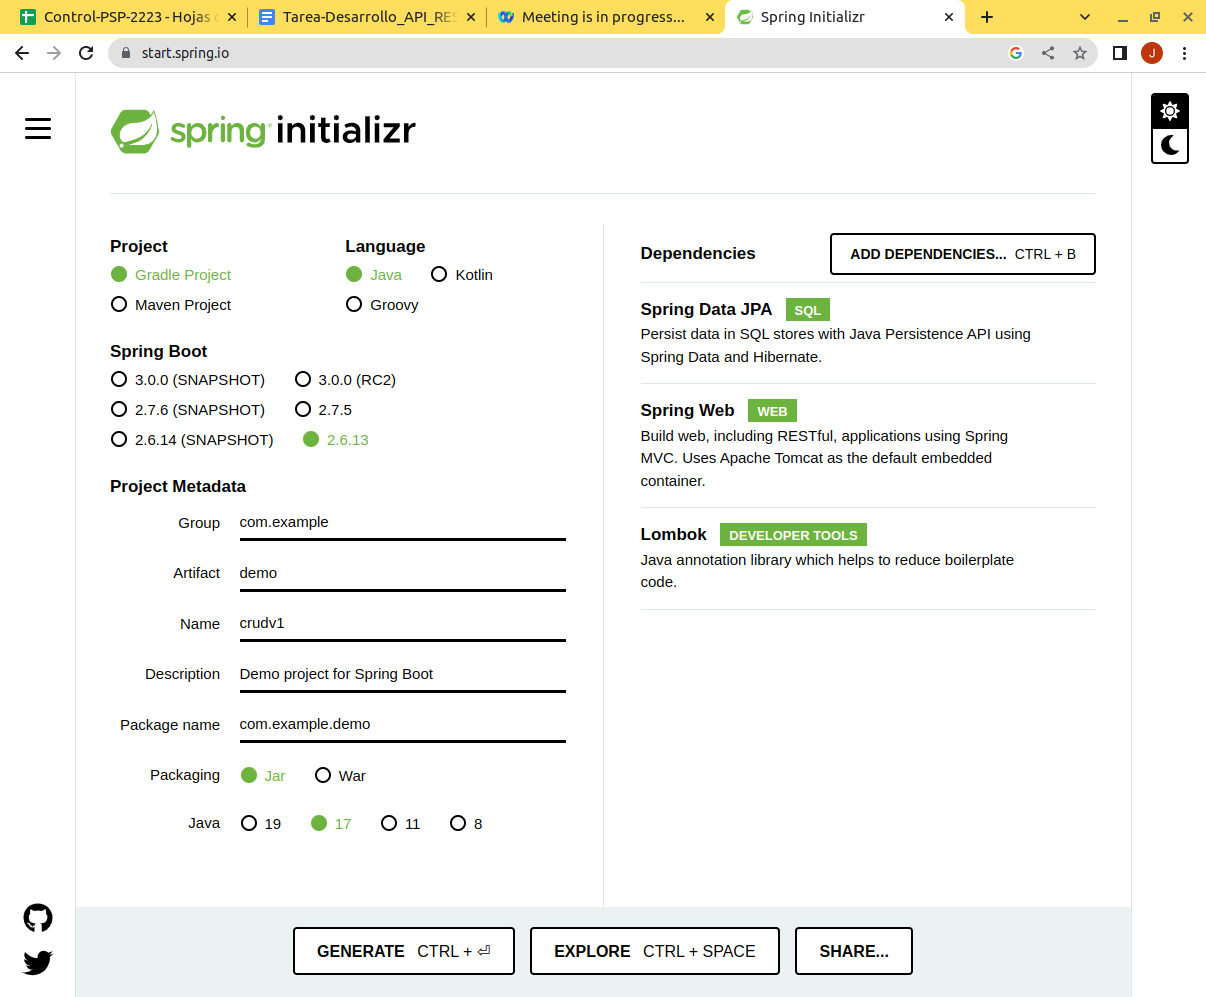 Control-PSP-2223 - Hojas
Tarea-Desarrollo_API_RES
Meeting is in progress...
Spring Initializr
start.spring.io
J
spring initializr
Project
Gradle Project
Maven Project
Language
Java
Kotlin
Groovy
Spring Boot
3.0.0 (SNAPSHOT)
3.0.0 (RC2)
2.7.6 (SNAPSHOT)
2.7.5
2.6.14 (SNAPSHOT)
2.6.13
Project Metadata
Group com.example
Artifact demo
Name crudv1
Description Demo project for Spring Boot
Package name com.example.demo
Packaging Jar War
Java 19 17 11 8
Dependencies
ADD DEPENDENCIES... CTRL + B
Spring Data JPA SQL
Persist data in SQL stores with Java Persistence API using
Spring Data and Hibernate.
Spring Web WEB
Build web, including RESTful, applications using Spring
MVC. Uses Apache Tomcat as the default embedded
container.
Lombok DEVELOPER TOOLS
Java annotation library which helps to reduce boilerplate
code.
GENERATE CTRL + ⏎
EXPLORE CTRL + SPACE
SHARE...